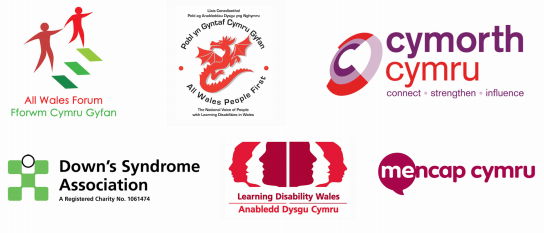 All Wales Forum
Fforwm Cymru Gyfan
Llais Cenedlaethol
Pobl ag Anableddau Dysgu yng Nghymru
Pobl yn Gyntaf Cymru Gyfan
All Wales People First
The National Voice of People
with Learning Disabilities in Wales
cymorth
cymru
connect • strengthen • influence
Down's Syndrome
Association
A Registered Charity No. 1061474
Learning Disability Wales
Anabledd Dysgu Cymru
mencap cymru